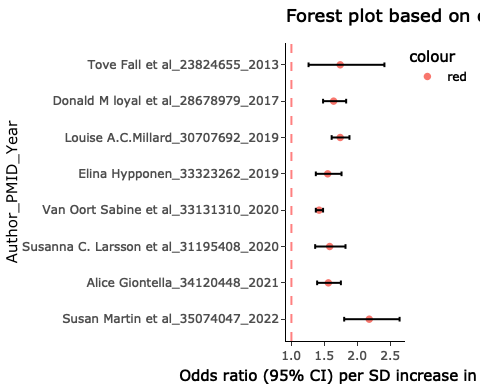 Forest plot based on
colour
red
Author_PMID_Year
Tove Fall et al_23824655_2013
Donald M loyal et al_28678979_2017
Louise A.C.Millard_30707692_2019
Elina Hypponen_33323262_2019
Van Oort Sabine et al_33131310_2020
Susanna C. Larsson et al_31195408_2020
Alice Giontella_34120448_2021
Susan Martin et al_35074047_2022
1.0 1.5 2.0 2.5
Odds ratio (95% CI) per SD increase in